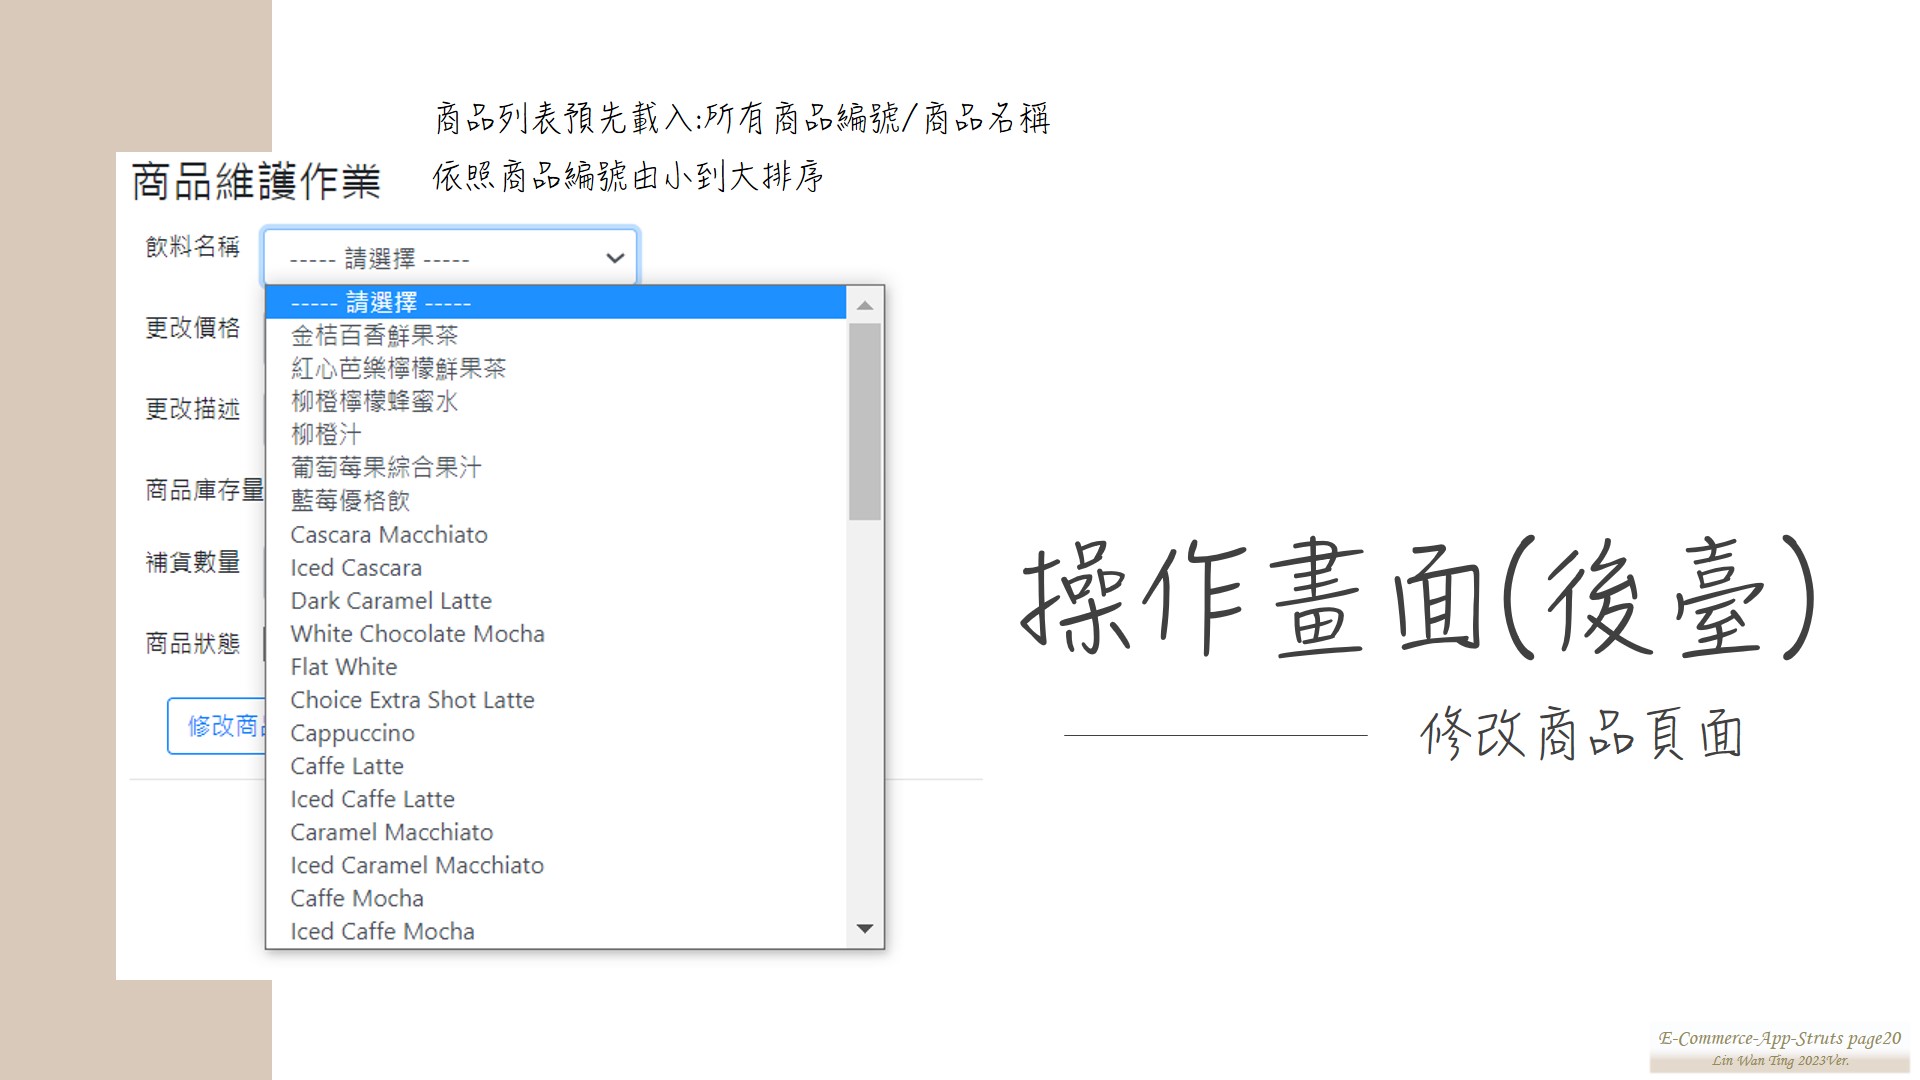 商品列表預先載入:所有商品編號/商品名稱
依照商品編號由小到大排序
商品維護作業
飲料名稱
----- 請選擇 -----
----- 請選擇 -----
金桔百香鮮果茶
紅心芭樂檸檬鮮果茶
柳橙檸檬蜂蜜水
柳橙汁
葡萄莓果綜合果汁
藍莓優格飲
Cascara Macchiato
Iced Cascara
Dark Caramel Latte
White Chocolate Mocha
Flat White
Choice Extra Shot Latte
Cappuccino
Caffe Latte
Iced Caffe Latte
Caramel Macchiato
Iced Caramel Macchiato
Caffe Mocha
Iced Caffe Mocha
更改價格
更改描述
商品庫存量
補貨數量
商品狀態
修改商
操作畫面(後臺)
修改商品頁面
E-Commerce-App-Struts page20
Lin Wan Ting 2023Ver.